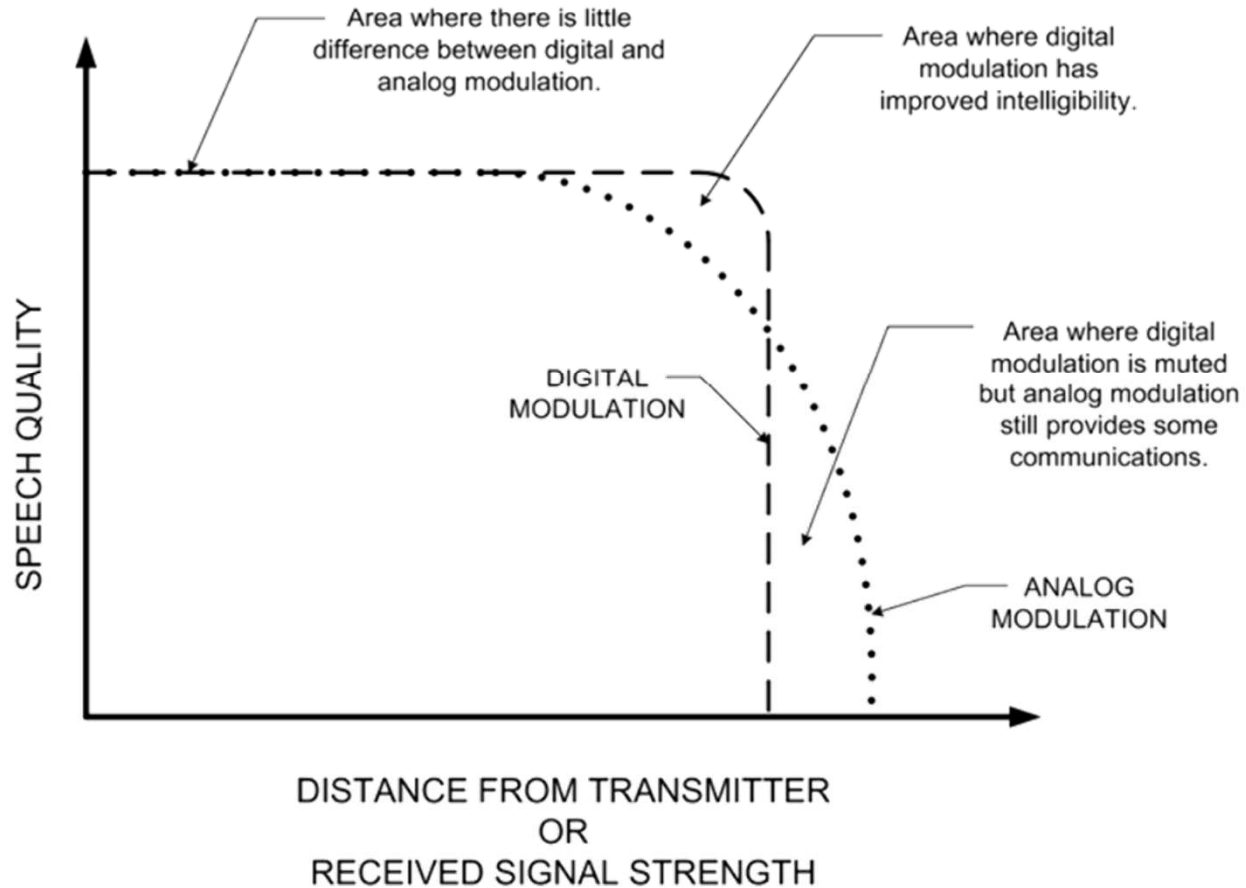 Area where there is little
difference between digital and
analog modulation.
Area where digital
modulation has
improved intelligibility.
SPEECH QUALITY
DIGITAL
MODULATION
Area where digital
modulation is muted
but analog modulation
still provides some
communications.
ANALOG
MODULATION
DISTANCE FROM TRANSMITTER
OR
RECEIVED SIGNAL STRENGTH